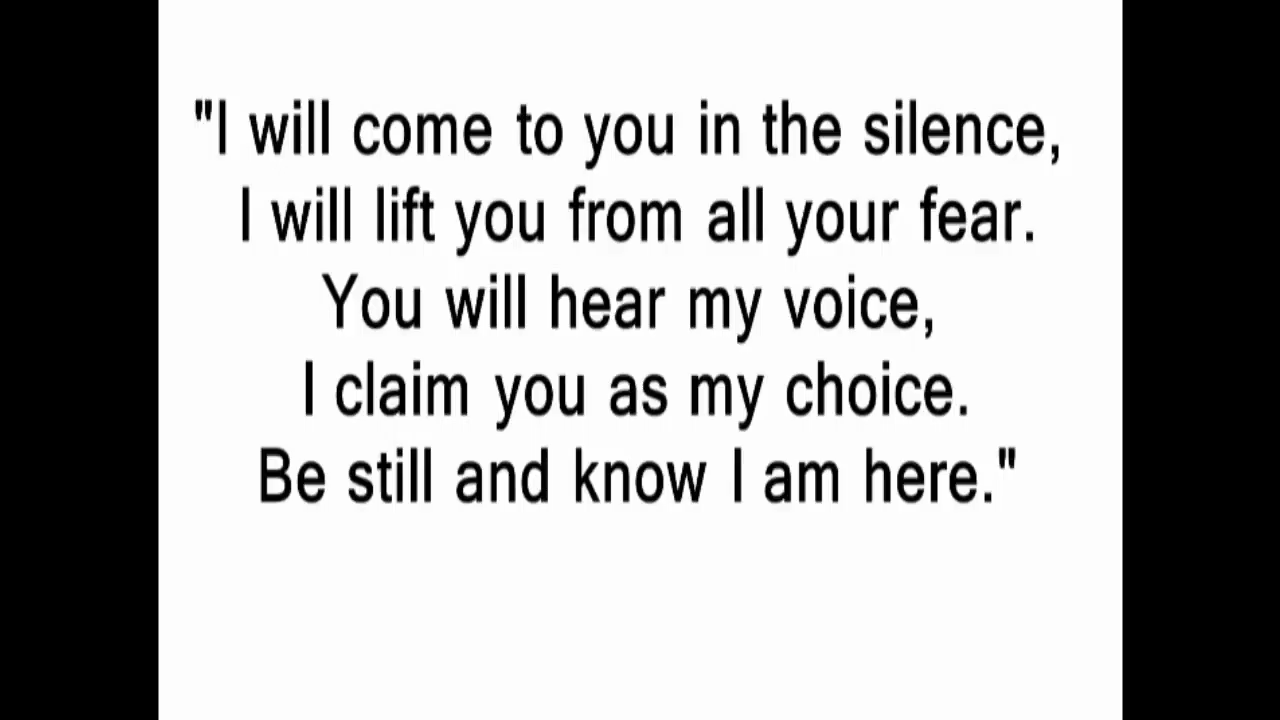 "I will come to you in the silence,
I will lift you from all your fear.
You will hear my voice,
I claim you as my choice.
Be still and know I am here."